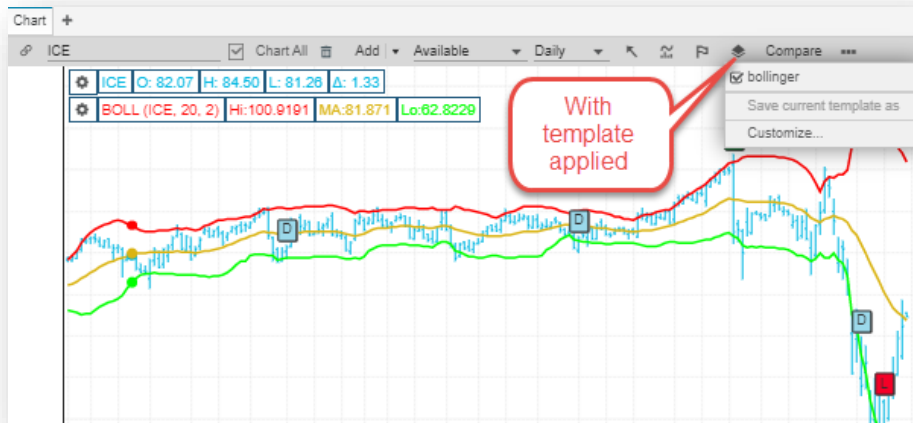 Chart +
ICE Chart All Add Available Daily Compare
bollinger
Save current template as
Customize...
ICE O: 82.07 H: 84.50 L: 81.26 Δ: 1.33
BOLL (ICE, 20, 2) Hi:100.9191 MA:81.871 Lo:62.8229
With
template
applied
D
D
D
L